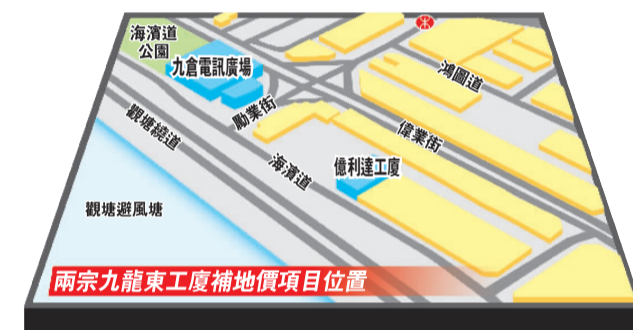 海濱道
公園
九倉電訊廣場
鴻圖道
勵業街
偉業街
觀塘繞道
海濱道
億利達工廈
觀塘避風塘
兩宗九龍東工廈補地價項目位置